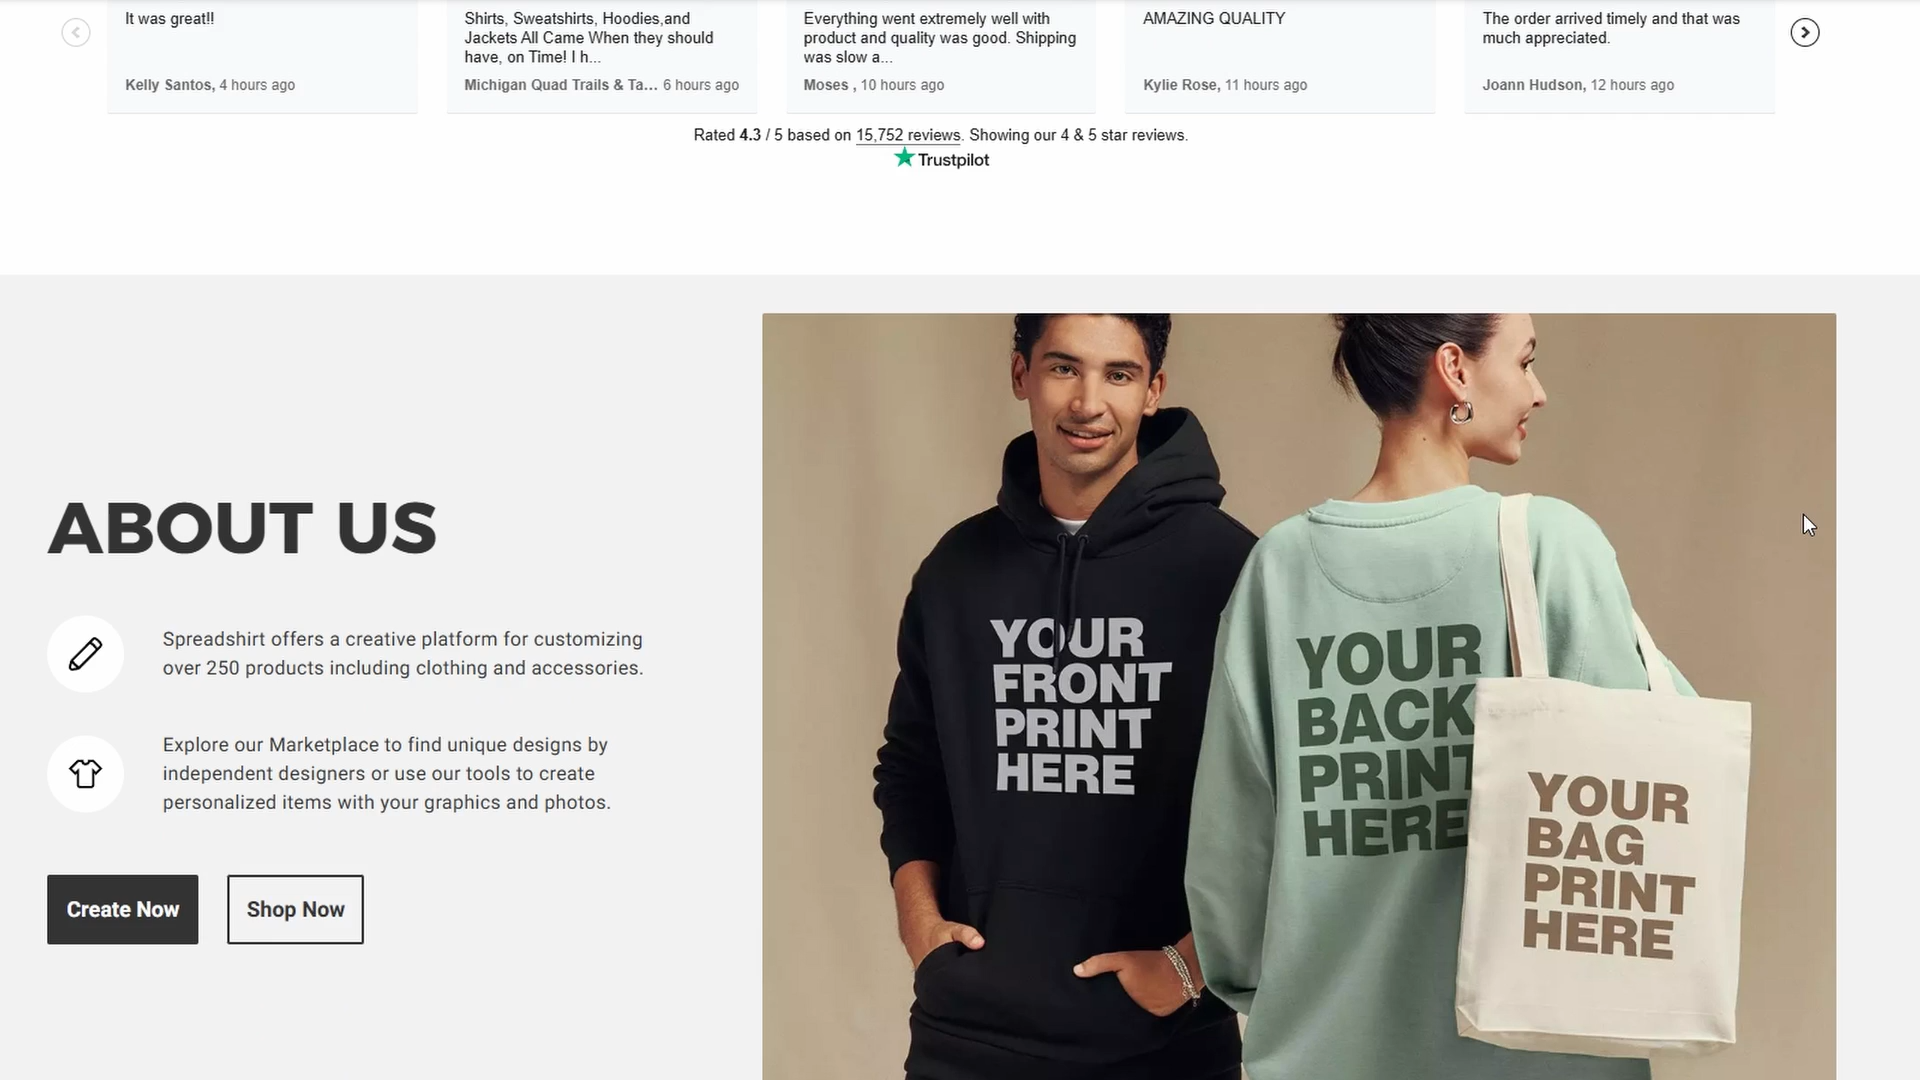 It was great!!
Kelly Santos, 4 hours ago
Shirts, Sweatshirts, Hoodies,and
Jackets All Came When they should
have, on Time! I h...
Michigan Quad Trails & Ta... 6 hours ago
Everything went extremely well with
product and quality was good. Shipping
was slow a...
Moses , 10 hours ago
AMAZING QUALITY
Kylie Rose, 11 hours ago
The order arrived timely and that was
much appreciated.
Joann Hudson, 12 hours ago
Rated 4.3 / 5 based on 15,752 reviews. Showing our 4 & 5 star reviews.
Trustpilot
ABOUT US
Spreadshirt offers a creative platform for customizing
over 250 products including clothing and accessories.
Explore our Marketplace to find unique designs by
independent designers or use our tools to create
personalized items with your graphics and photos.
Create Now
Shop Now
YOUR
FRONT
PRINT
HERE
YOUR
BACK
PRINT
HERE
YOUR
BAG
PRINT
HERE